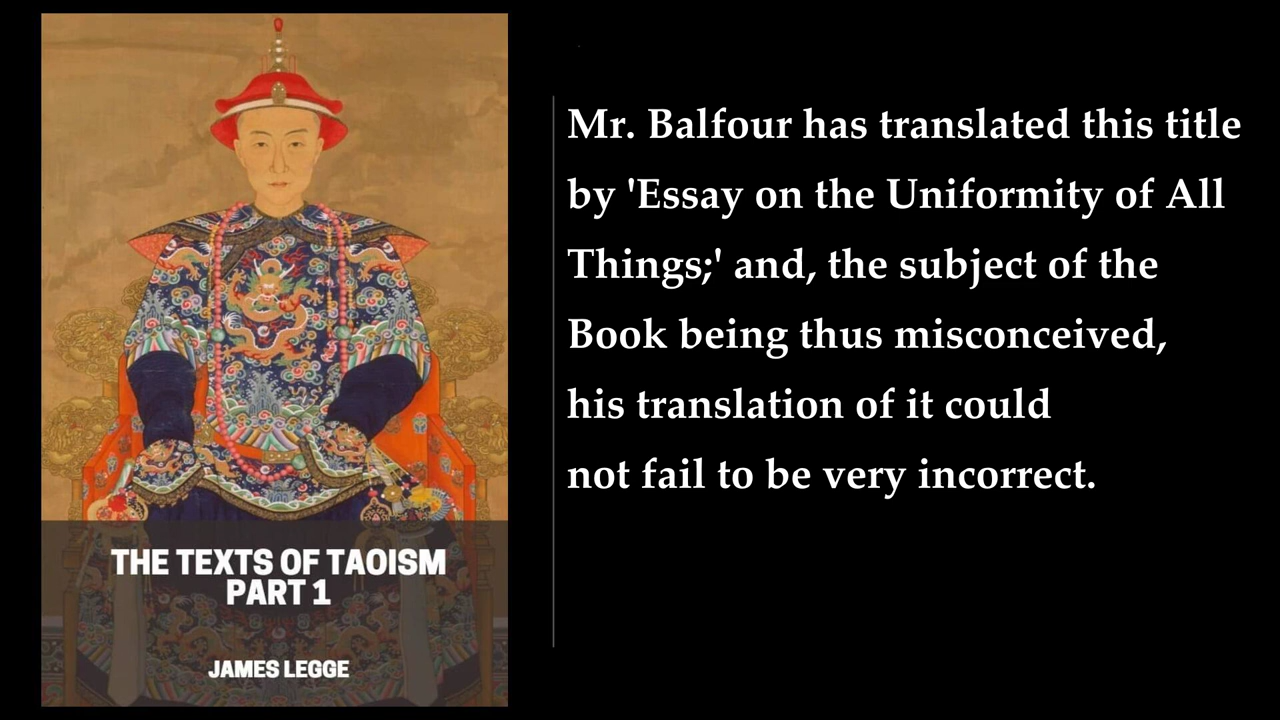 THE TEXTS OF TAOISM
PART 1
JAMES LEGGE
Mr. Balfour has translated this title
by 'Essay on the Uniformity of All
Things;' and, the subject of the
Book being thus misconceived,
his translation of it could
not fail to be very incorrect.